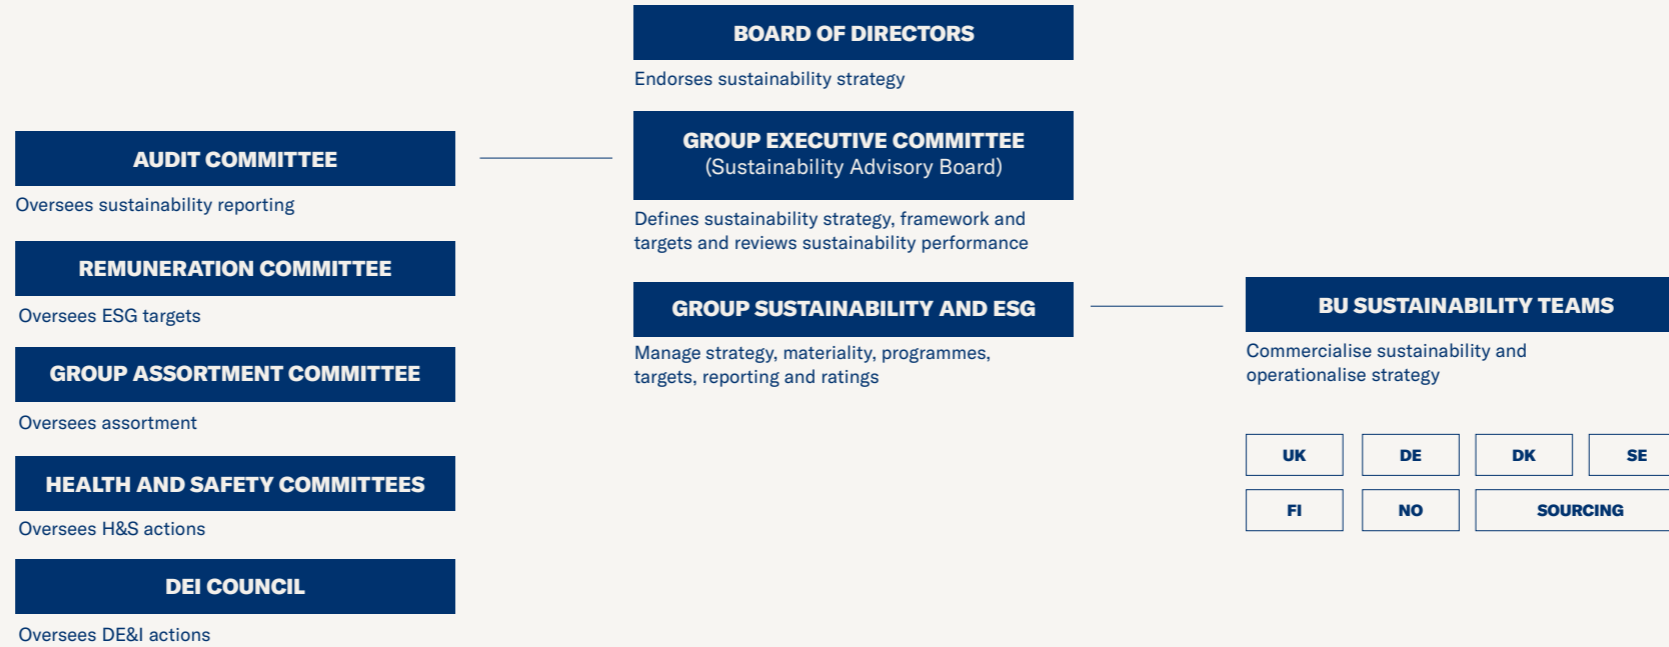 BOARD OF DIRECTORS
Endorses sustainability strategy
GROUP EXECUTIVE COMMITTEE
(Sustainability Advisory Board)
Defines sustainability strategy, framework and
targets and reviews sustainability performance
GROUP SUSTAINABILITY AND ESG
Manage strategy, materiality, programmes,
targets, reporting and ratings
AUDIT COMMITTEE
Oversees sustainability reporting
REMUNERATION COMMITTEE
Oversees ESG targets
GROUP ASSORTMENT COMMITTEE
Oversees assortment
HEALTH AND SAFETY COMMITTEES
Oversees H&S actions
DEI COUNCIL
Oversees DE&I actions
BU SUSTAINABILITY TEAMS
Commercialise sustainability and
operationalise strategy
UK DE DK SE
FI NO SOURCING